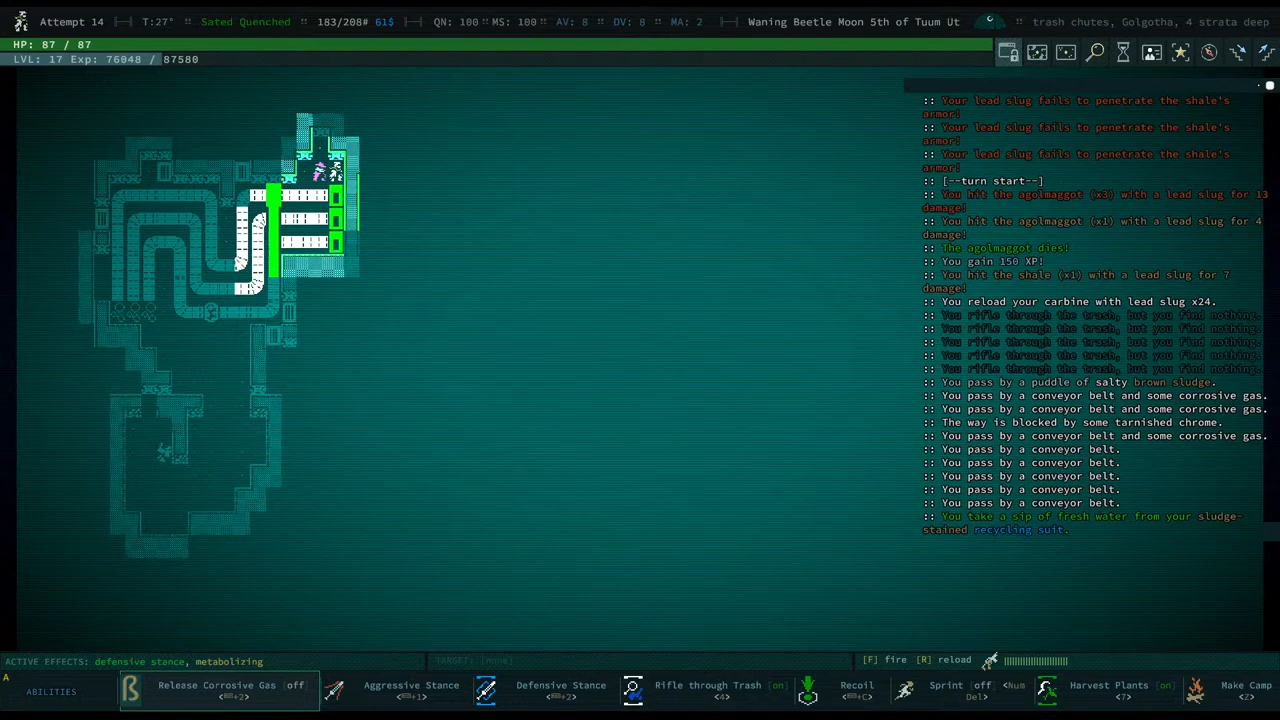 Attempt 14 T:27° :: Sated Quenched :: 183/208# 61$ QN: 100 :: MS: 100 AV: 8 :: DV: 8 :: MA: 2 Waning Beetle Moon 5th of Tuum Ut :: trash chutes, Golgotha, 4 strata deep
HP: 87 / 87
LVL: 17 Exp: 76048 / 87580
:: Your lead slug fails to penetrate the shale's
armor!
:: Your lead slug fails to penetrate the shale's
armor!
:: Your lead slug fails to penetrate the shale's
armor!
:: [--turn start--]
:: You hit the agolmaggot (x3) with a lead slug for 13
damage!
:: You hit the agolmaggot (x1) with a lead slug for 4
damage!
:: The agolmaggot dies!
:: You gain 150 XP!
:: You hit the shale (x1) with a lead slug for 7
damage!
:: You reload your carbine with lead slug x24.
:: You rifle through the trash, but you find nothing.
:: You rifle through the trash, but you find nothing.
:: You rifle through the trash, but you find nothing.
:: You rifle through the trash, but you find nothing.
:: You rifle through the trash, but you find nothing.
:: You pass by a puddle of salty brown sludge.
:: You pass by a conveyor belt and some corrosive gas.
:: You pass by a conveyor belt and some corrosive gas.
:: The way is blocked by some tarnished chrome.
:: You pass by a conveyor belt and some corrosive gas.
:: You pass by a conveyor belt.
:: You pass by a conveyor belt.
:: You pass by a conveyor belt.
:: You pass by a conveyor belt.
:: You pass by a conveyor belt.
:: You take a sip of fresh water from your sludge-
stained recycling suit.
ACTIVE EFFECTS: defensive stance, metabolizing TARGET: [none] [F] fire [R] reload
A
ABILITIES Release Corrosive Gas [off] <←+2> Aggressive Stance <←+1> Defensive Stance <←+2> Rifle through Trash [on] <4> Recoil <←+C> Sprint [off] <Num Del> Harvest Plants [on] <7> Make Camp <Z>